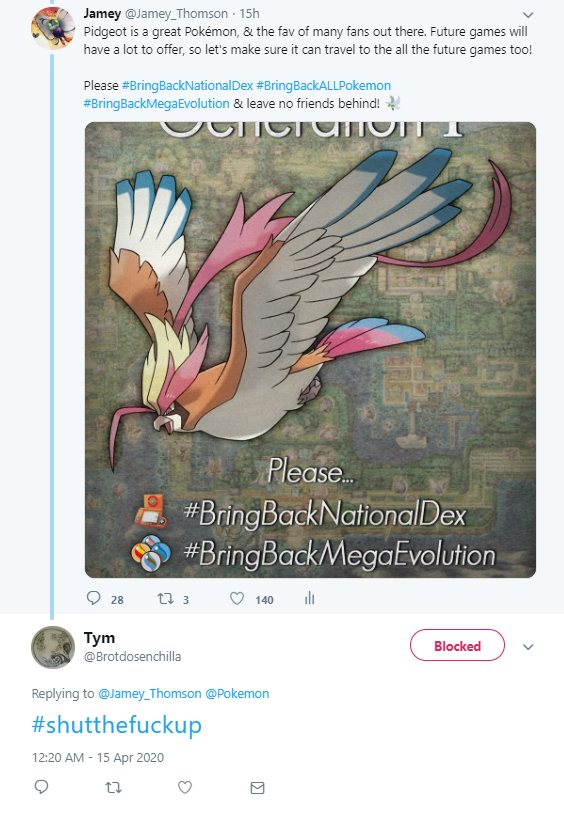 Jamey @Jamey_Thomson · 15h
Pidgeot is a great Pokémon, & the fav of many fans out there. Future games will
have a lot to offer, so let's make sure it can travel to the all the future games too!
Please #BringBackNationalDex #BringBackALLPokemon
#BringBackMegaEvolution & leave no friends behind!
Generation 1
Please...
#BringBackNationalDex
#BringBackMegaEvolution
28 3 140
Tym
@Brotdosenchilla
Blocked
Replying to @Jamey_Thomson @Pokemon
#shutthefuckup
12:20 AM - 15 Apr 2020